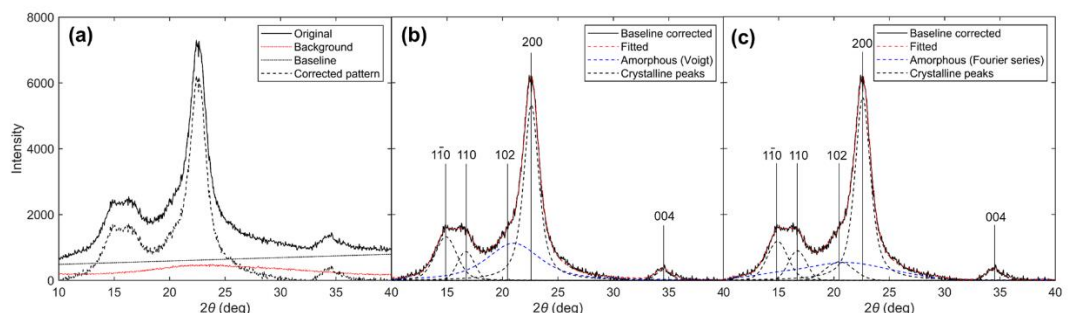 (a)
Original
Background
Baseline
Corrected pattern
8000
6000
4000
2000
0
Intensity
10
15
20
25
30
35
2θ (deg)
(b)
200
Baseline corrected
Fitted
Amorphous (Voigt)
Crystalline peaks
11̄0
110
102
004
10
15
20
25
30
35
2θ (deg)
(c)
200
Baseline corrected
Fitted
Amorphous (Fourier series)
Crystalline peaks
11̄0
110
102
004
10
15
20
25
30
35
40
2θ (deg)